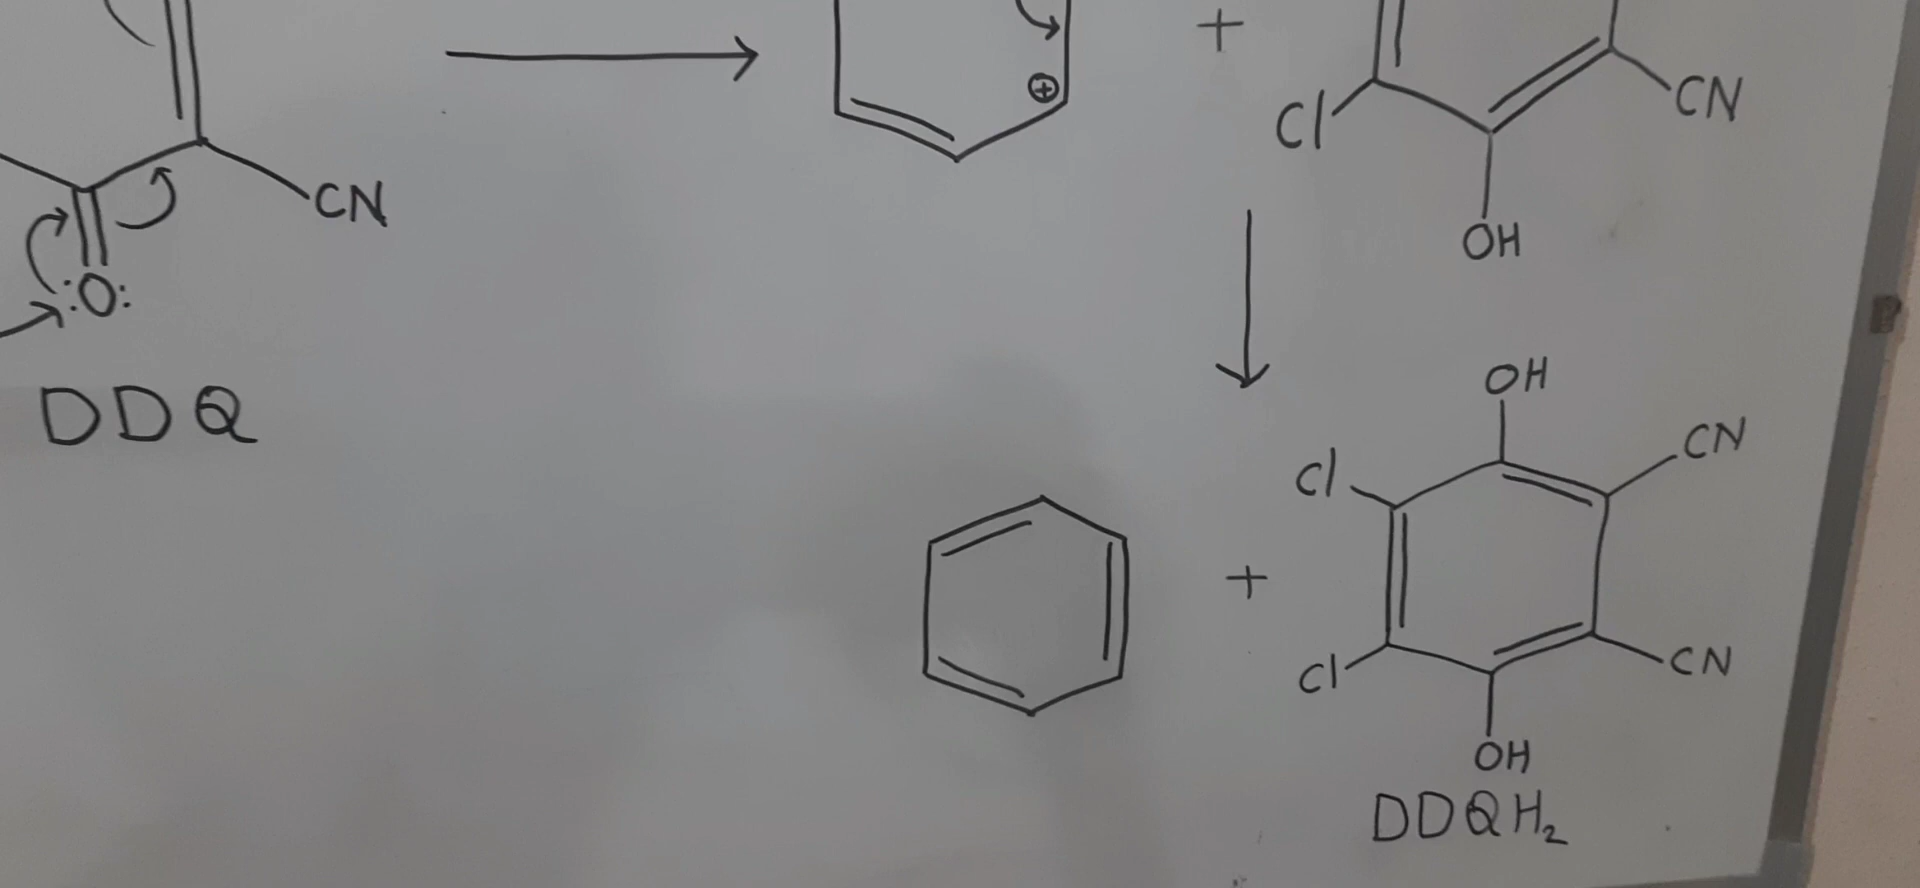 +
⊕
Cl
CN
CN
OH
:O:
DDQ
OH
CN
Cl
+
Cl
CN
OH
DDQH₂